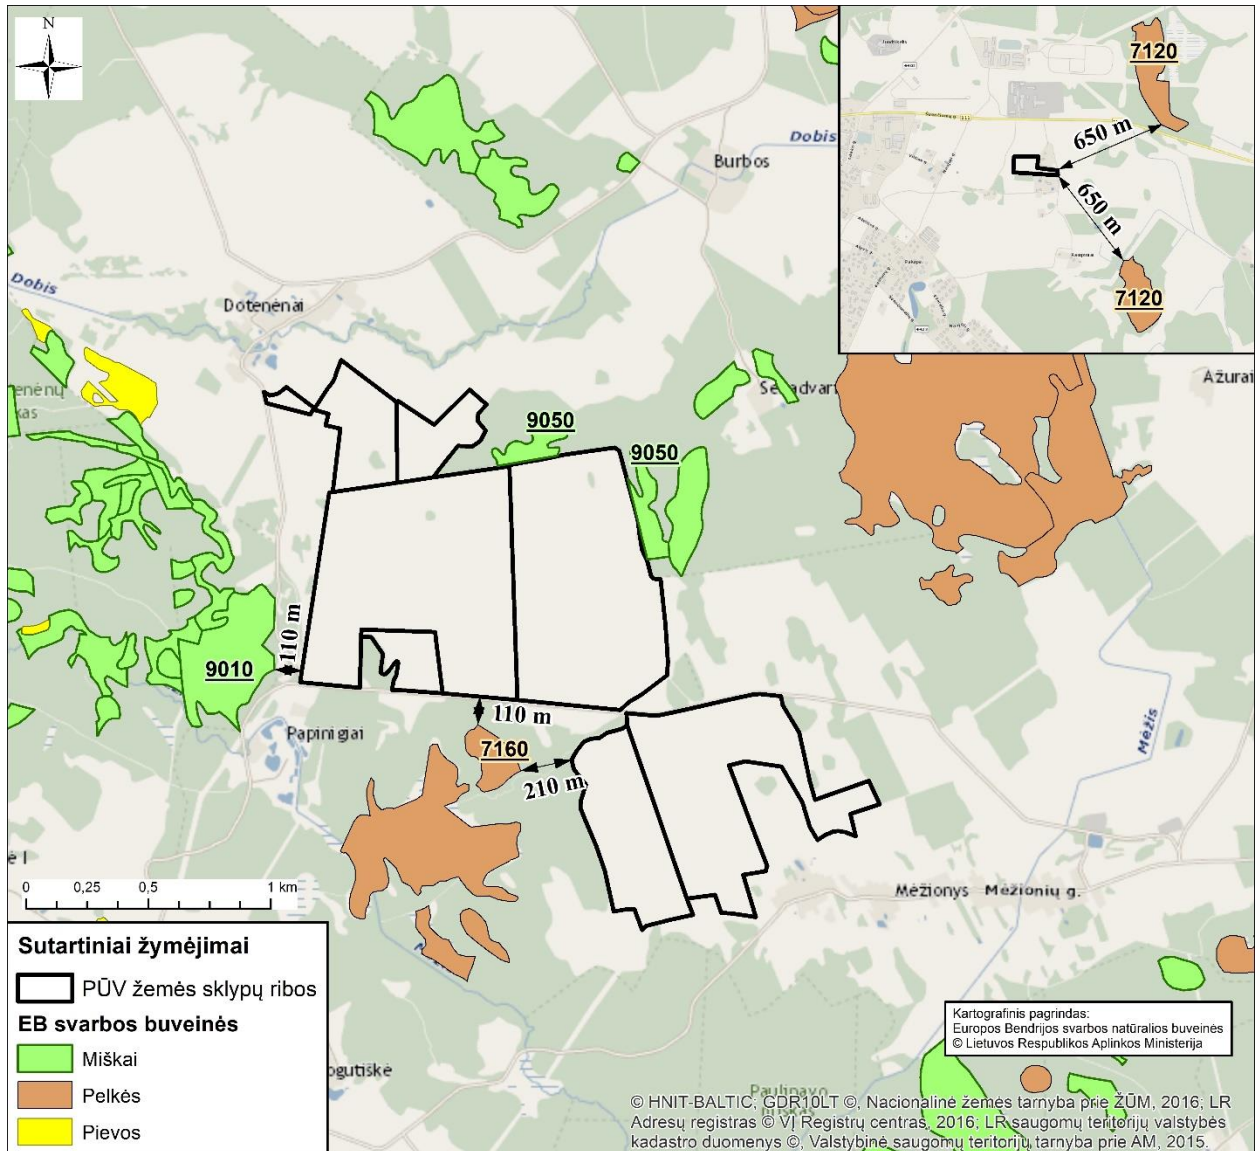 N
7120
650 m
650 m
7120
Dobis
Burbos
Dobis
Dotenėnai
Ažurai
9050
9050
110 m
9010
Papinigiai
110 m
7160
210 m
Mėžis
Mėžionys Mėžionių g.
0 0,25 0,5 1 km
Sutartiniai žymėjimai
PŪV žemės sklypų ribos
EB svarbos buveinės
Miškai
Pelkės
Pievos
ogutiškė
Kartografinis pagrindas:
Europos Bendrijos svarbos natūralios buveinės
© Lietuvos Respublikos Aplinkos Ministerija
© HNIT-BALTIC; GDR10LT ©, Nacionalinė žemės tarnyba prie ŽŪM, 2016; LR
Adresų registras © VĮ Registrų centras, 2016; LR saugomų teritorijų valstybės
kadastro duomenys ©, Valstybinė saugomų teritorijų tarnyba prie AM, 2015.